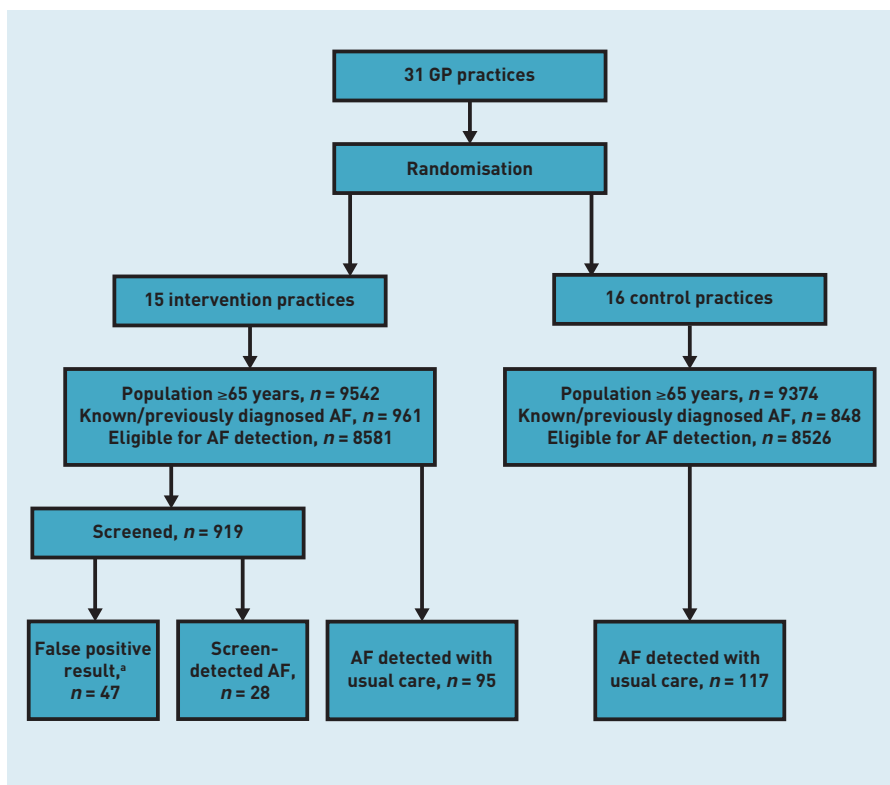 31 GP practices
Randomisation
15 intervention practices
16 control practices
Population ≥65 years, n = 9542
Known/previously diagnosed AF, n = 961
Eligible for AF detection, n = 8581
Population ≥65 years, n = 9374
Known/previously diagnosed AF, n = 848
Eligible for AF detection, n = 8526
Screened, n = 919
False positive
result,ᵃ
n = 47
Screen-
detected AF,
n = 28
AF detected with
usual care, n = 95
AF detected with
usual care, n = 117